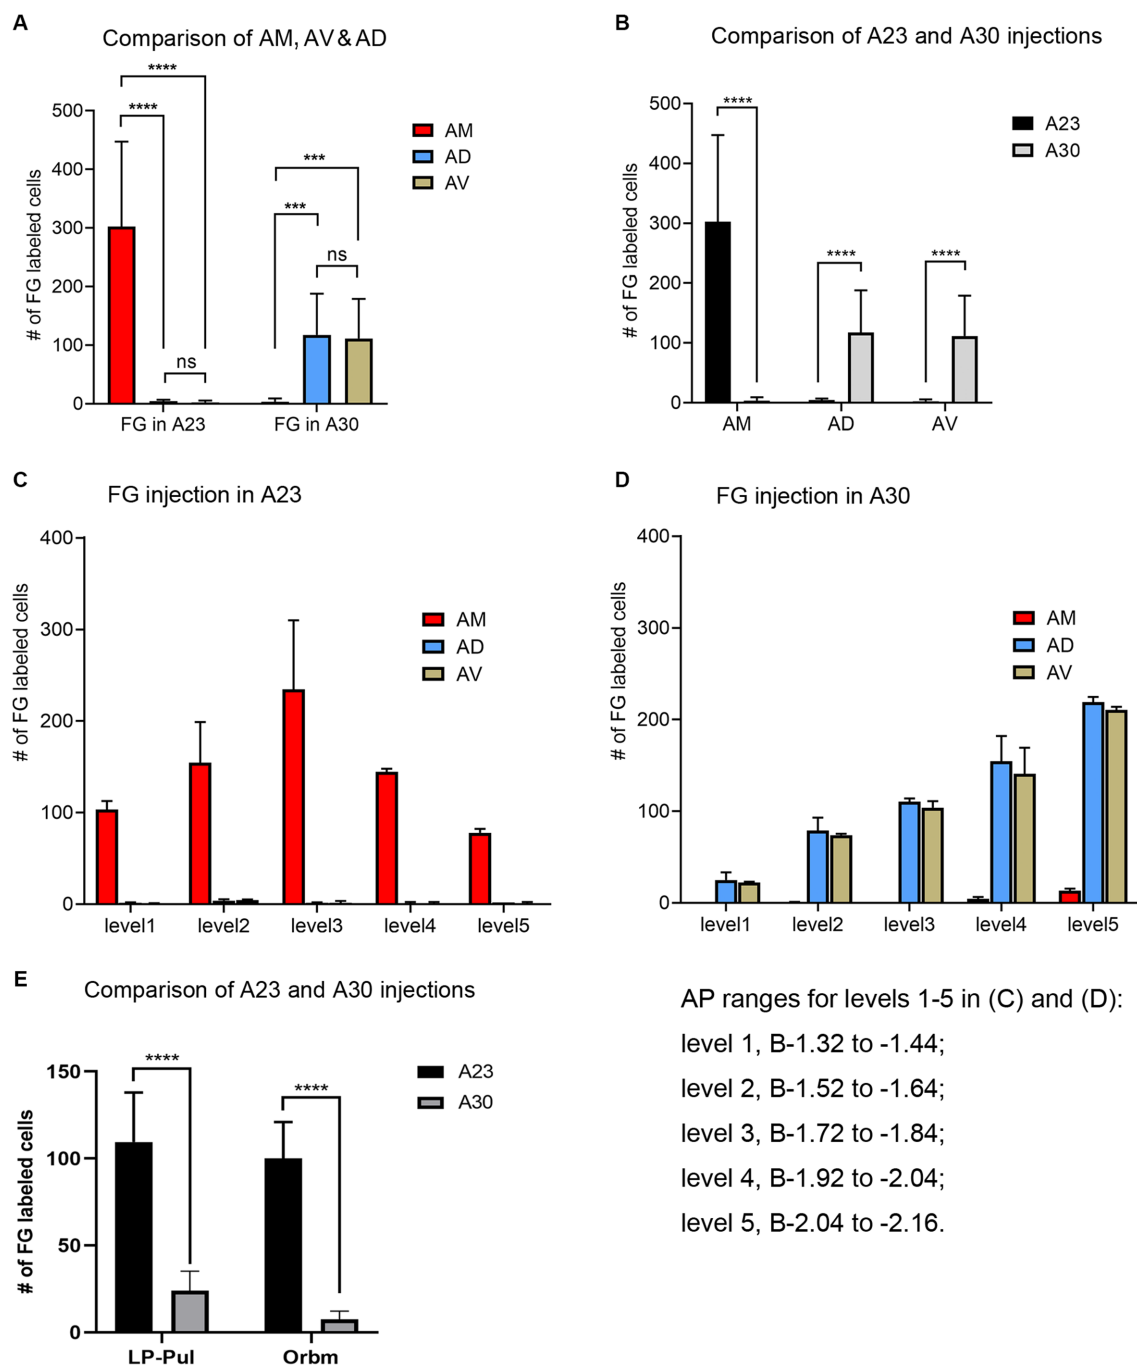 A
Comparison of AM, AV & AD
****
****
500
400
300
200
100
0
# of FG labeled cells
ns
***
***
ns
AM
AD
AV
FG in A23
FG in A30
B
Comparison of A23 and A30 injections
****
500
400
300
200
100
0
# of FG labeled cells
****
****
A23
A30
AM
AD
AV
C
FG injection in A23
400
300
200
100
0
# of FG labeled cells
AM
AD
AV
level1
level2
level3
level4
level5
D
FG injection in A30
400
300
200
100
0
# of FG labeled cells
AM
AD
AV
level1
level2
level3
level4
level5
E
Comparison of A23 and A30 injections
150
100
50
0
# of FG labeled cells
****
****
A23
A30
LP-Pul
Orbm
AP ranges for levels 1-5 in (C) and (D):
level 1, B-1.32 to -1.44;
level 2, B-1.52 to -1.64;
level 3, B-1.72 to -1.84;
level 4, B-1.92 to -2.04;
level 5, B-2.04 to -2.16.